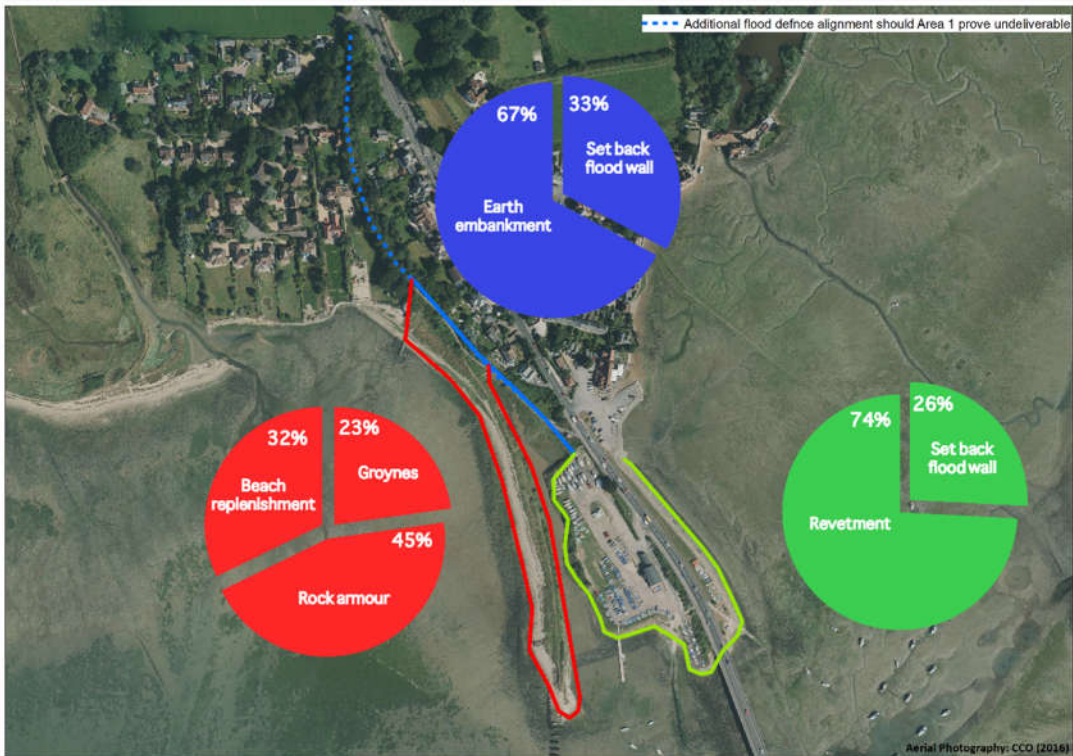 Additional flood defnce alignment should Area 1 prove undeliverable
67%
33%
Set back
flood wall
Earth
embankment
32%
23%
Beach
replenishment
Groynes
45%
Rock armour
74%
26%
Set back
flood wall
Revetment
Aerial Photography: CCO (2016)